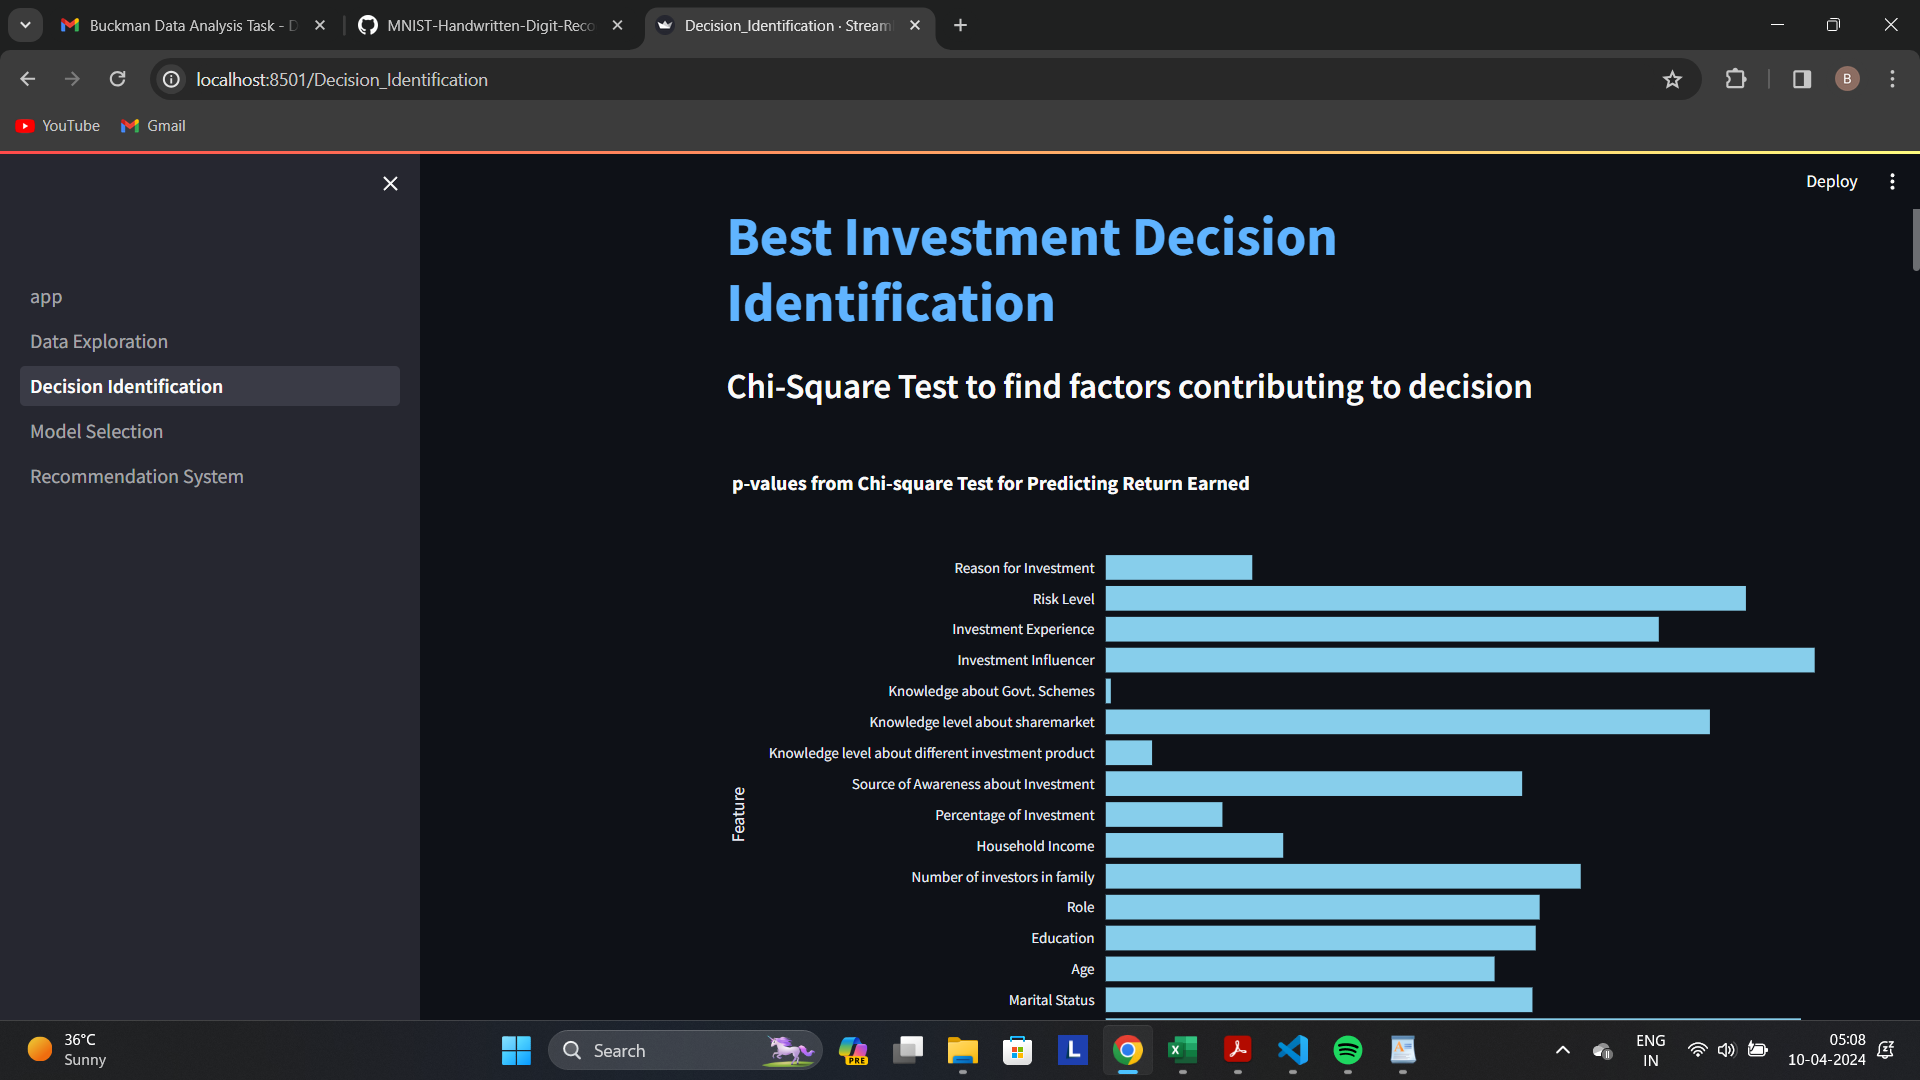 Buckman Data Analysis Task - D
MNIST-Handwritten-Digit-Reco
Decision_Identification · Stream
localhost:8501/Decision_Identification
B
YouTube
Gmail
Deploy
app
Data Exploration
Decision Identification
Model Selection
Recommendation System
Best Investment Decision
Identification
Chi-Square Test to find factors contributing to decision
p-values from Chi-square Test for Predicting Return Earned
Feature
Reason for Investment
Risk Level
Investment Experience
Investment Influencer
Knowledge about Govt. Schemes
Knowledge level about sharemarket
Knowledge level about different investment product
Source of Awareness about Investment
Percentage of Investment
Household Income
Number of investors in family
Role
Education
Age
Marital Status
36°C
Sunny
Search
PRE
L
X
ENG
IN
05:08
10-04-2024